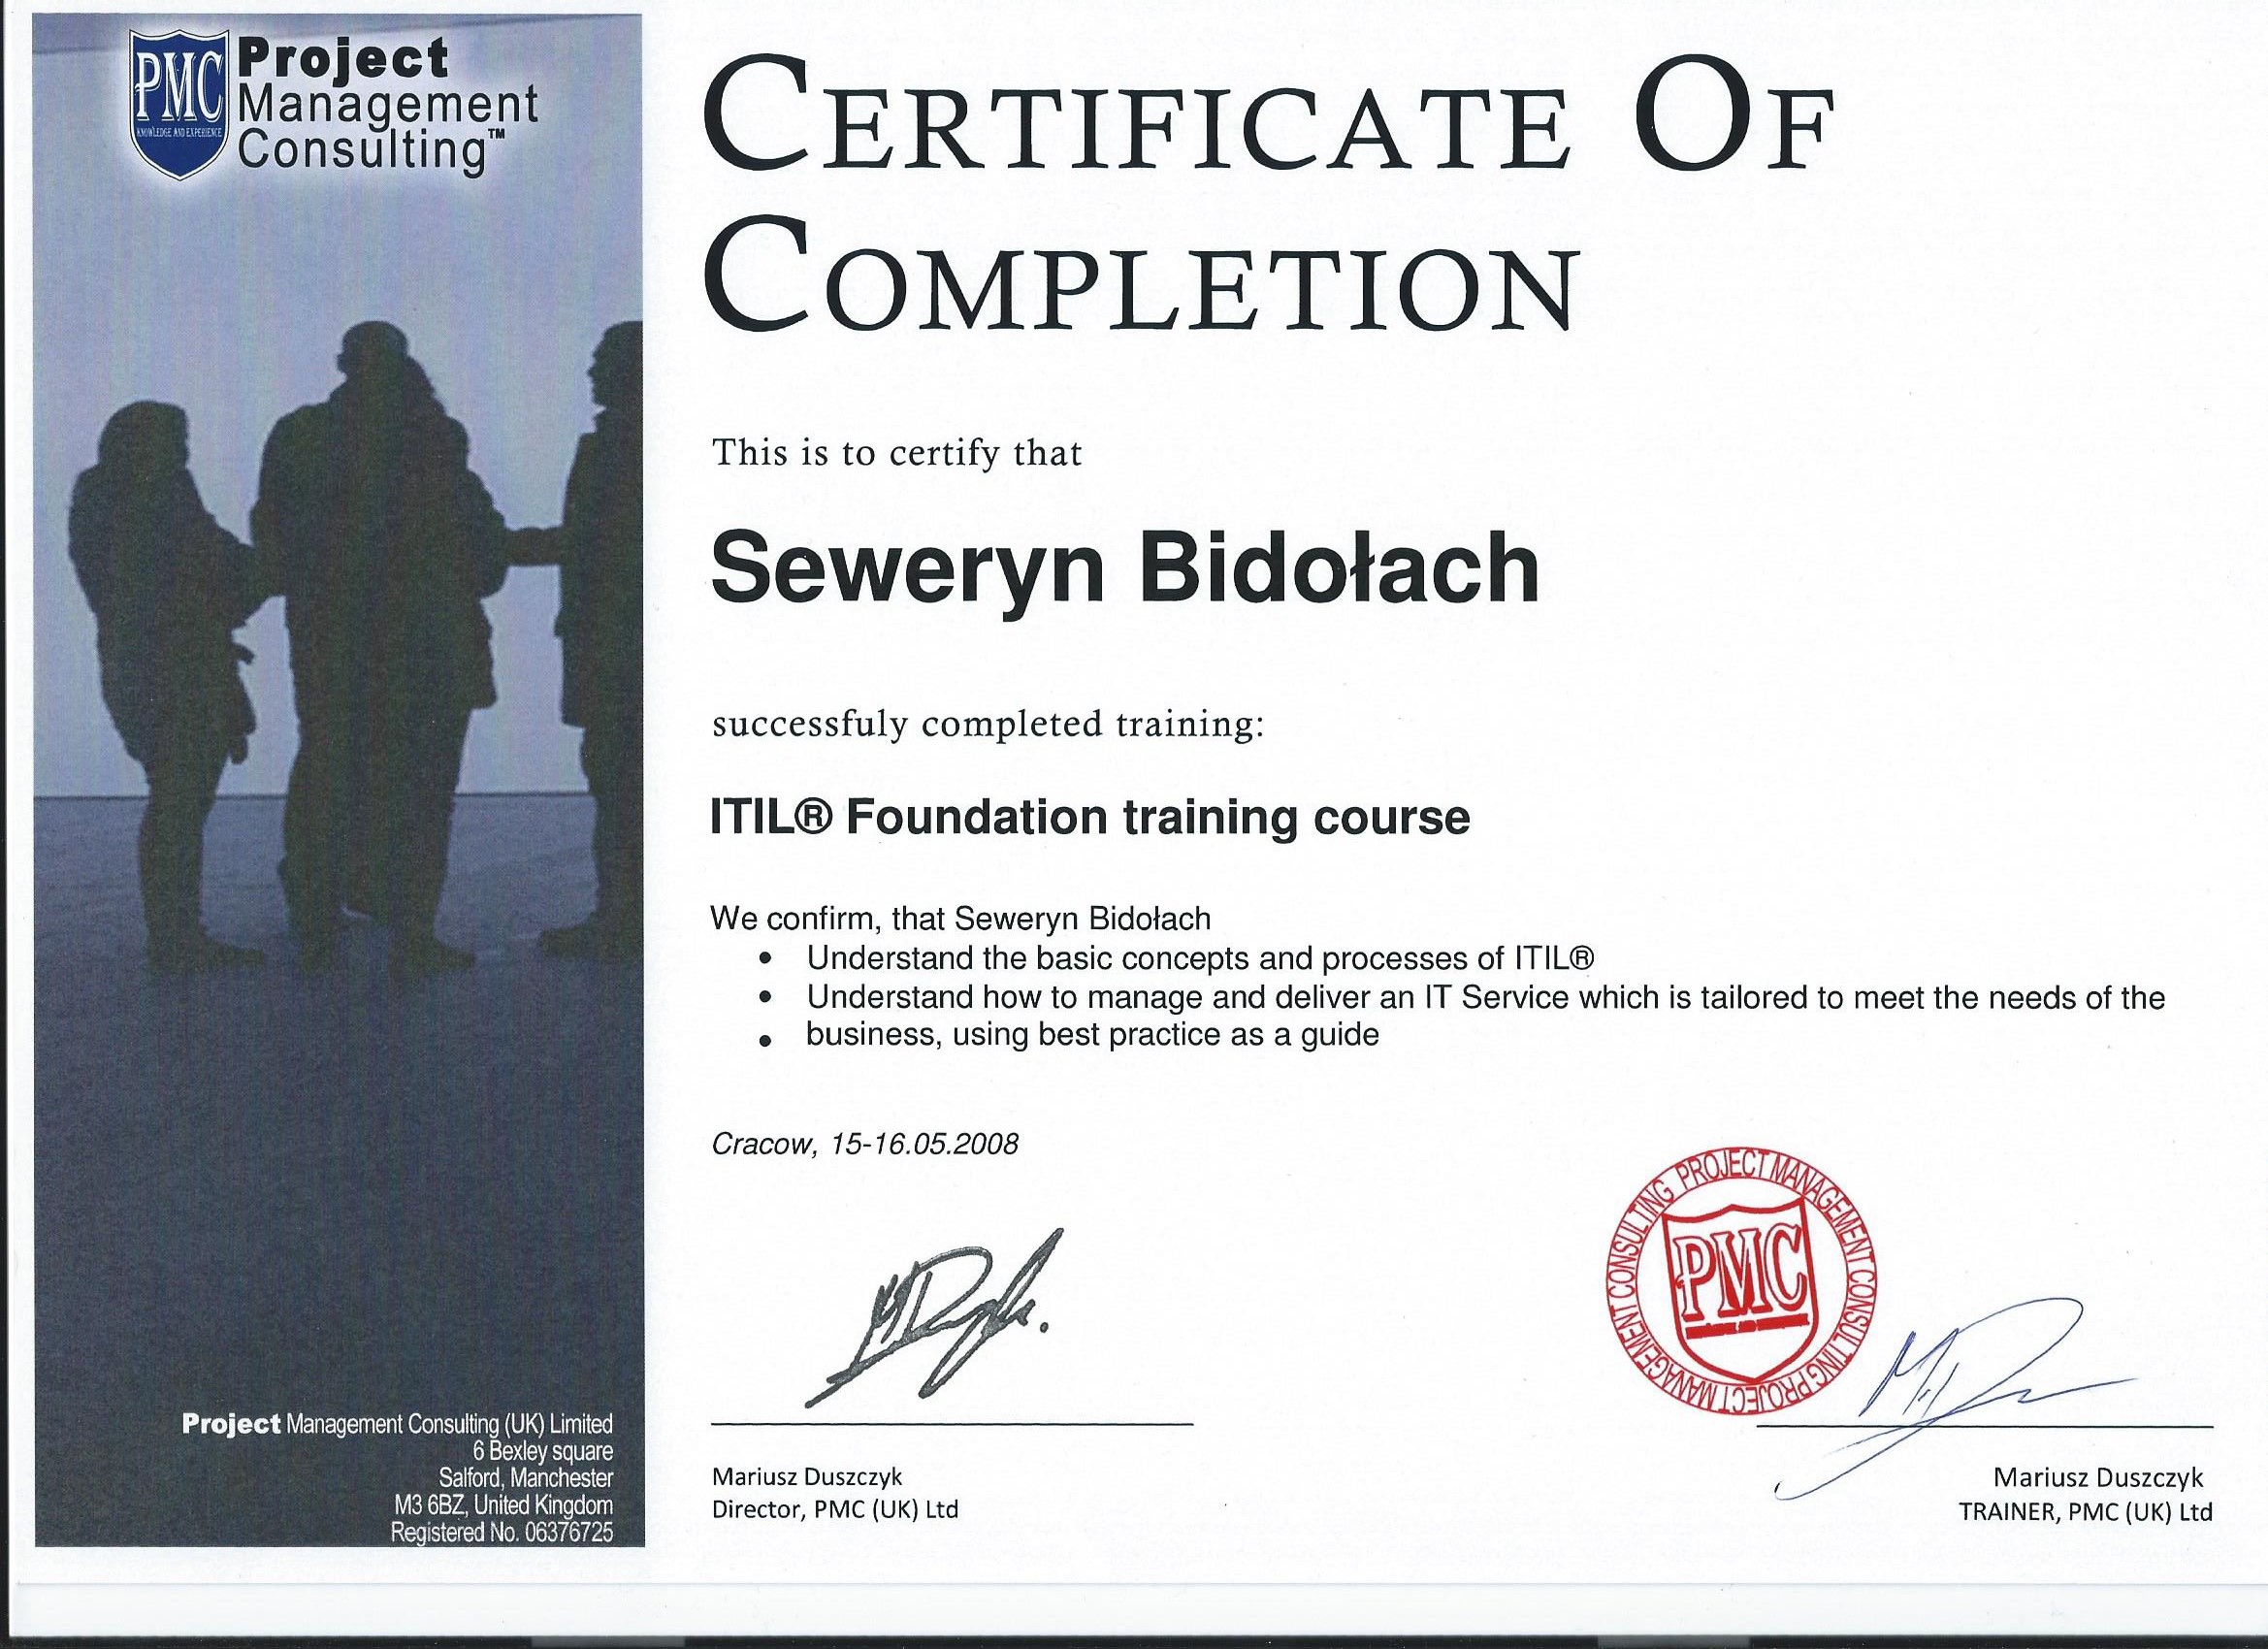 PMC
KNOWLEDGE AND EXPERIENCE
Project
Management
Consulting™
CERTIFICATE OF
COMPLETION
This is to certify that
Seweryn Bidołach
successfuly completed training:
ITIL® Foundation training course
We confirm, that Seweryn Bidołach
• Understand the basic concepts and processes of ITIL®
• Understand how to manage and deliver an IT Service which is tailored to meet the needs of the
• business, using best practice as a guide
Cracow, 15-16.05.2008
PROJECT MANAGEMENT CONSULTING PROJECT MANAGEMENT CONSULTING
PMC
Mariusz Duszczyk
Director, PMC (UK) Ltd
Mariusz Duszczyk
TRAINER, PMC (UK) Ltd
Project Management Consulting (UK) Limited
6 Bexley square
Salford, Manchester
M3 6BZ, United Kingdom
Registered No. 06376725